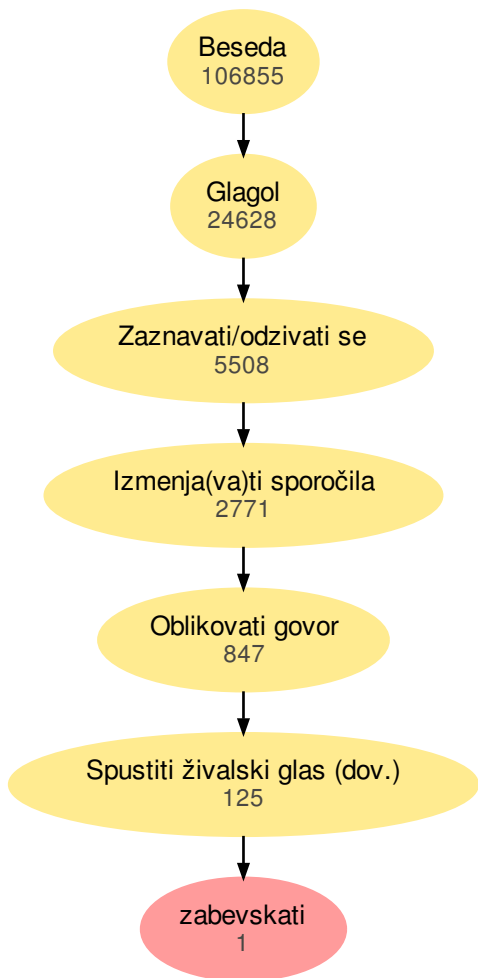 Beseda
106855
Glagol
24628
Zaznavati/odzivati se
5508
Izmenja(va)ti sporočila
2771
Oblikovati govor
847
Spustiti živalski glas (dov.)
125
zabevskati
1